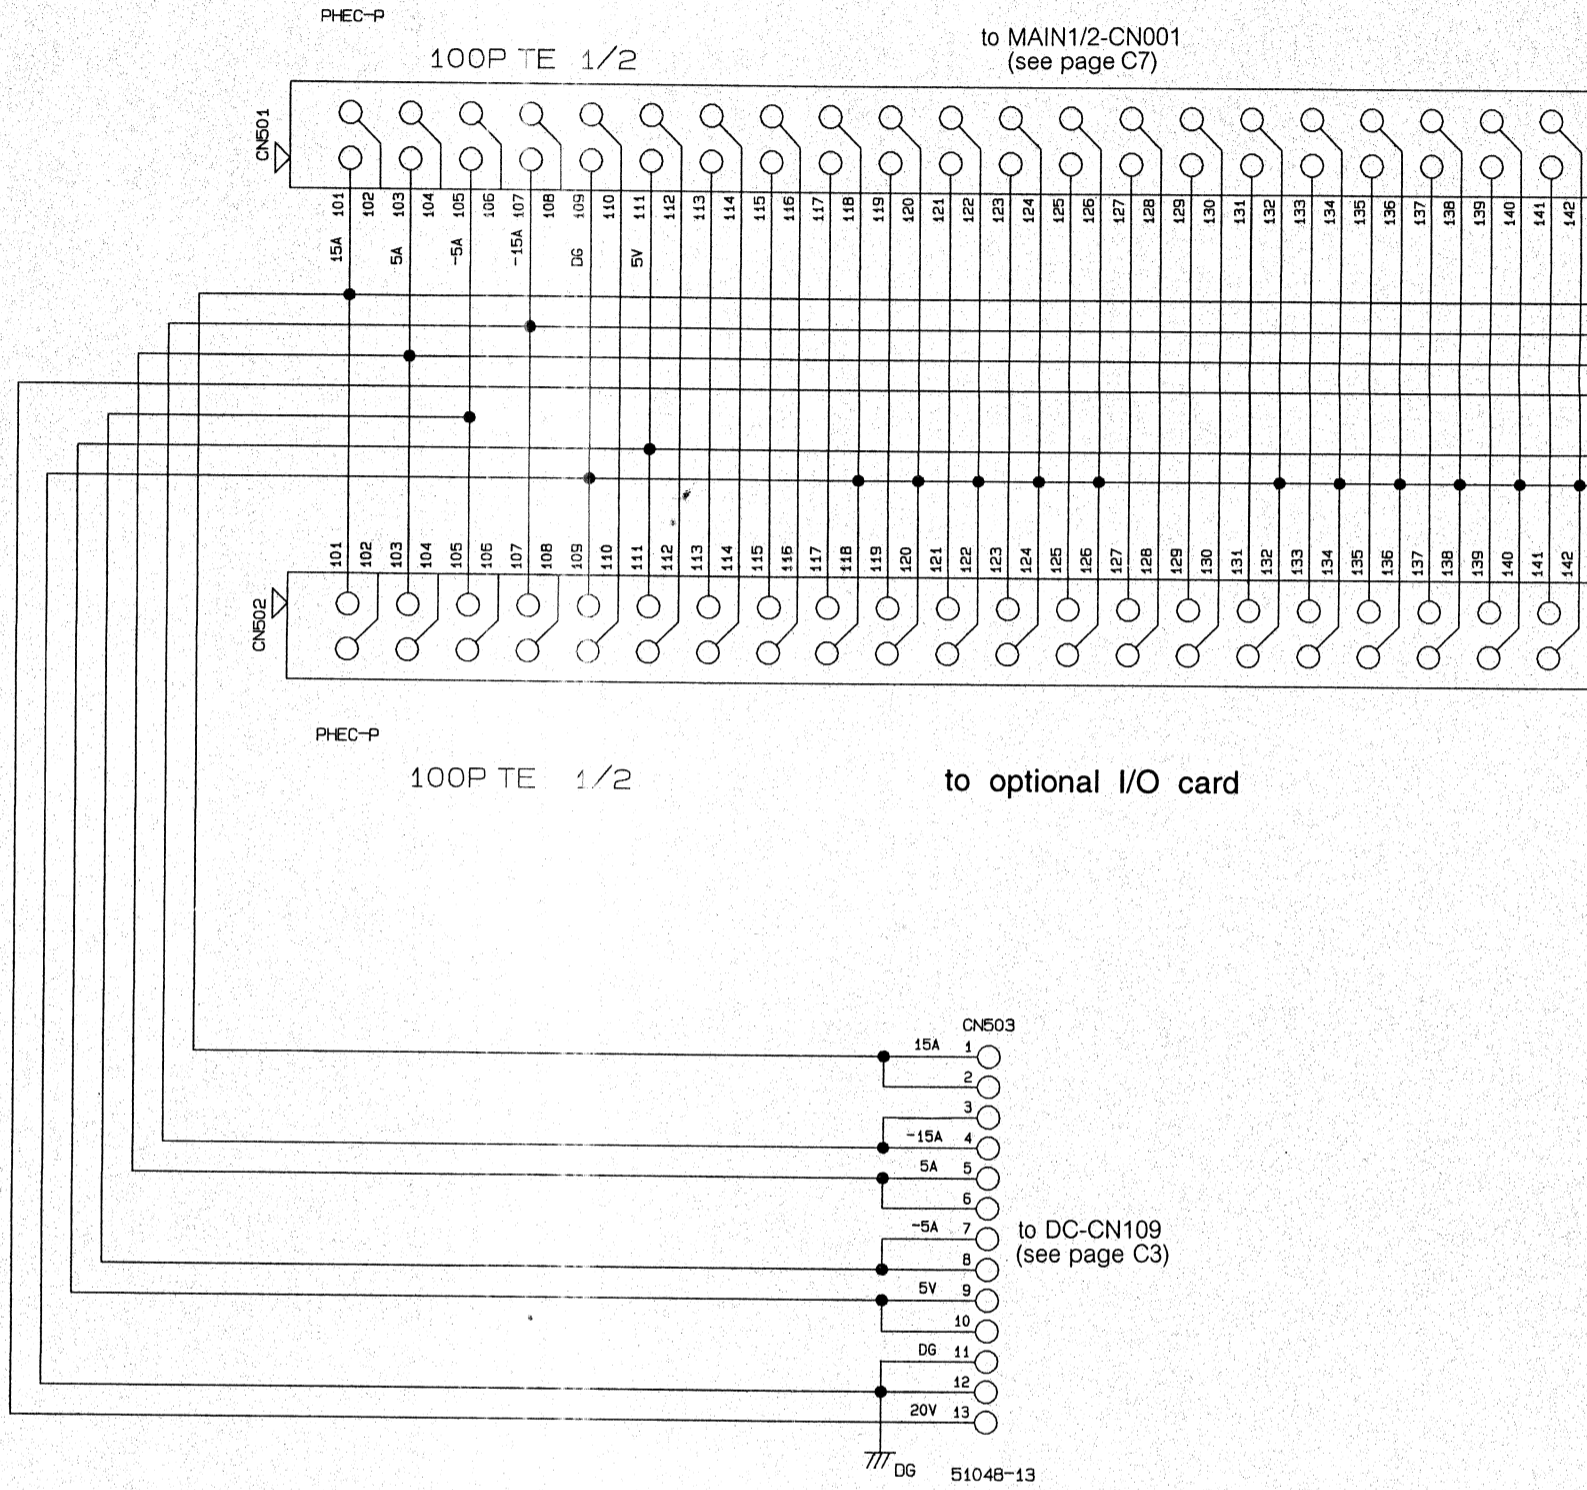 PHEC-P
100P TE 1/2
to MAIN1/2-CN001
(see page C7)
CN501
101 102 103 104 105 106 107 108 109 110 111 112 113 114 115 116 117 118 119 120 121 122 123 124 125 126 127 128 129 130 131 132 133 134 135 136 137 138 139 140 141 142
15A 5A -5A -15A DG 5V
101 102 103 104 105 106 107 108 109 110 111 112 113 114 115 116 117 118 119 120 121 122 123 124 125 126 127 128 129 130 131 132 133 134 135 136 137 138 139 140 141 142
CN502
PHEC-P
100P TE 1/2
to optional I/O card
CN503
15A 1
2
3
-15A 4
5A 5
6
-5A 7
to DC-CN109
(see page C3)
8
5V 9
10
DG 11
12
20V 13
DG
51048-13